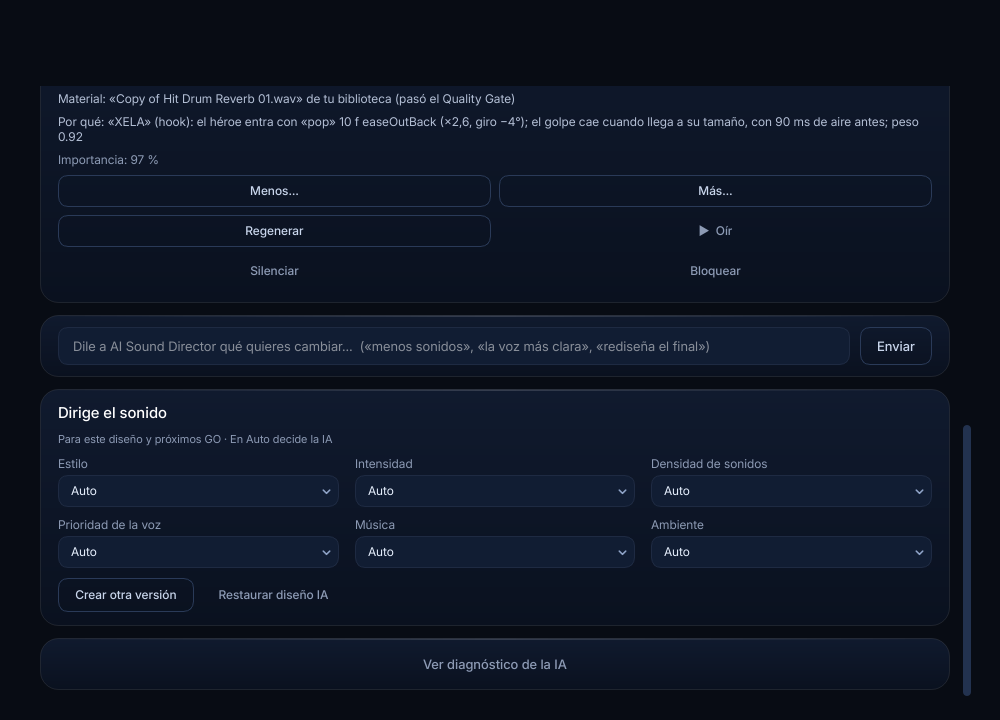 Material: «Copy of Hit Drum Reverb 01.wav» de tu biblioteca (pasó el Quality Gate)
Por qué: «XELA» (hook): el héroe entra con «pop» 10 f easeOutBack (×2,6, giro −4°); el golpe cae cuando llega a su tamaño, con 90 ms de aire antes; peso
0.92
Importancia: 97 %
Menos...
Más...
Regenerar
▶ Oír
Silenciar
Bloquear
Dile a AI Sound Director qué quieres cambiar... («menos sonidos», «la voz más clara», «rediseña el final»)
Enviar
Dirige el sonido
Para este diseño y próximos GO · En Auto decide la IA
Estilo
Intensidad
Densidad de sonidos
Auto
Auto
Auto
Prioridad de la voz
Música
Ambiente
Auto
Auto
Auto
Crear otra versión
Restaurar diseño IA
Ver diagnóstico de la IA